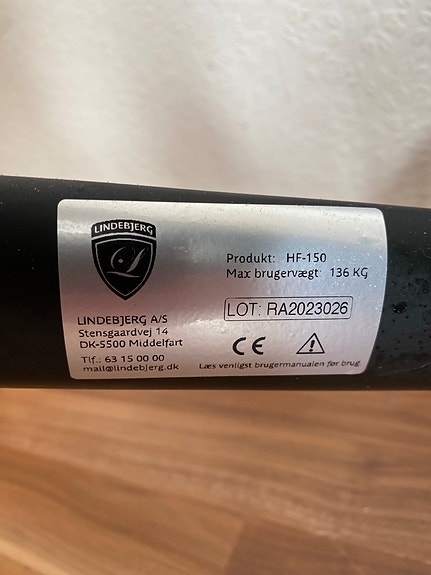 LINDEBJERG
LINDEBJERG A/S
Stensgaardvej 14
DK-5500 Middelfart
Tlf.: 63 15 00 00
mail@lindebjerg.dk
Produkt: HF-150
Max brugervægt: 136 KG
LOT: RA2023026
CE
Læs venligst brugermanualen før brug